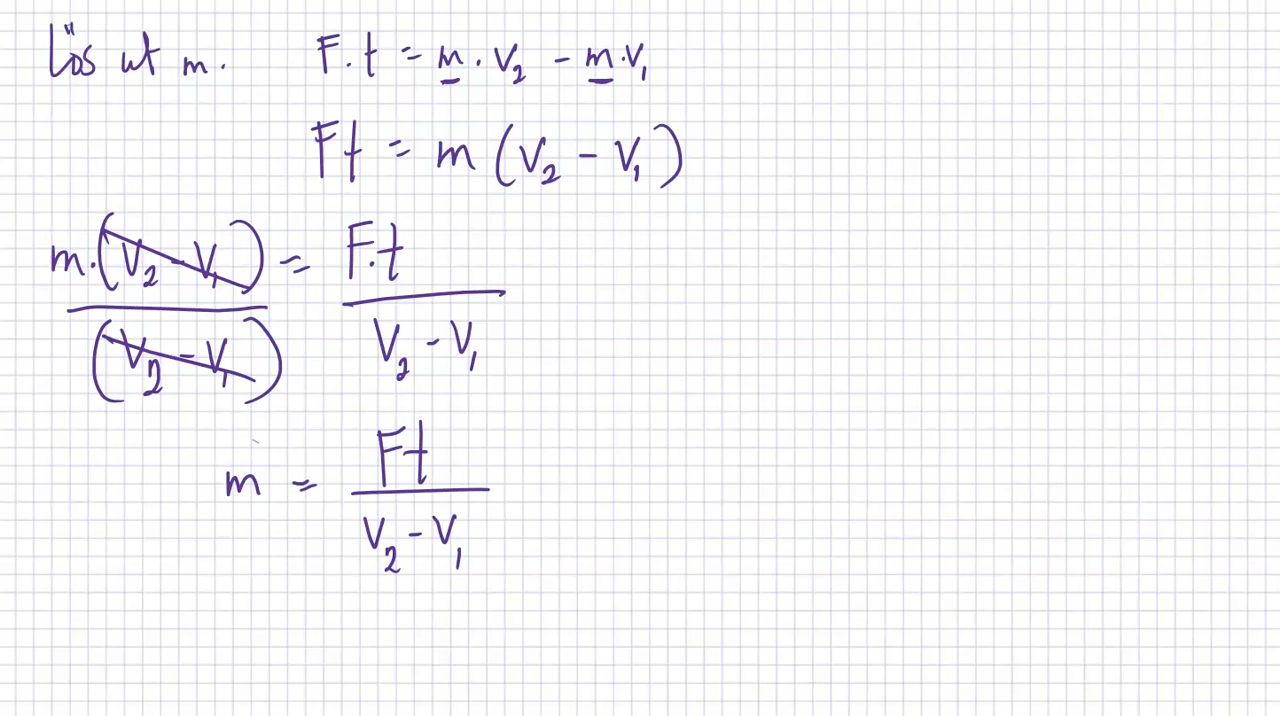 Lös ut m. F. t = m . V₂ - m . V₁
Ft = m (V₂ - V₁)
m.(V₂ - V₁) / (V₂ - V₁) = F.t / V₂ - V₁
m = Ft / V₂ - V₁